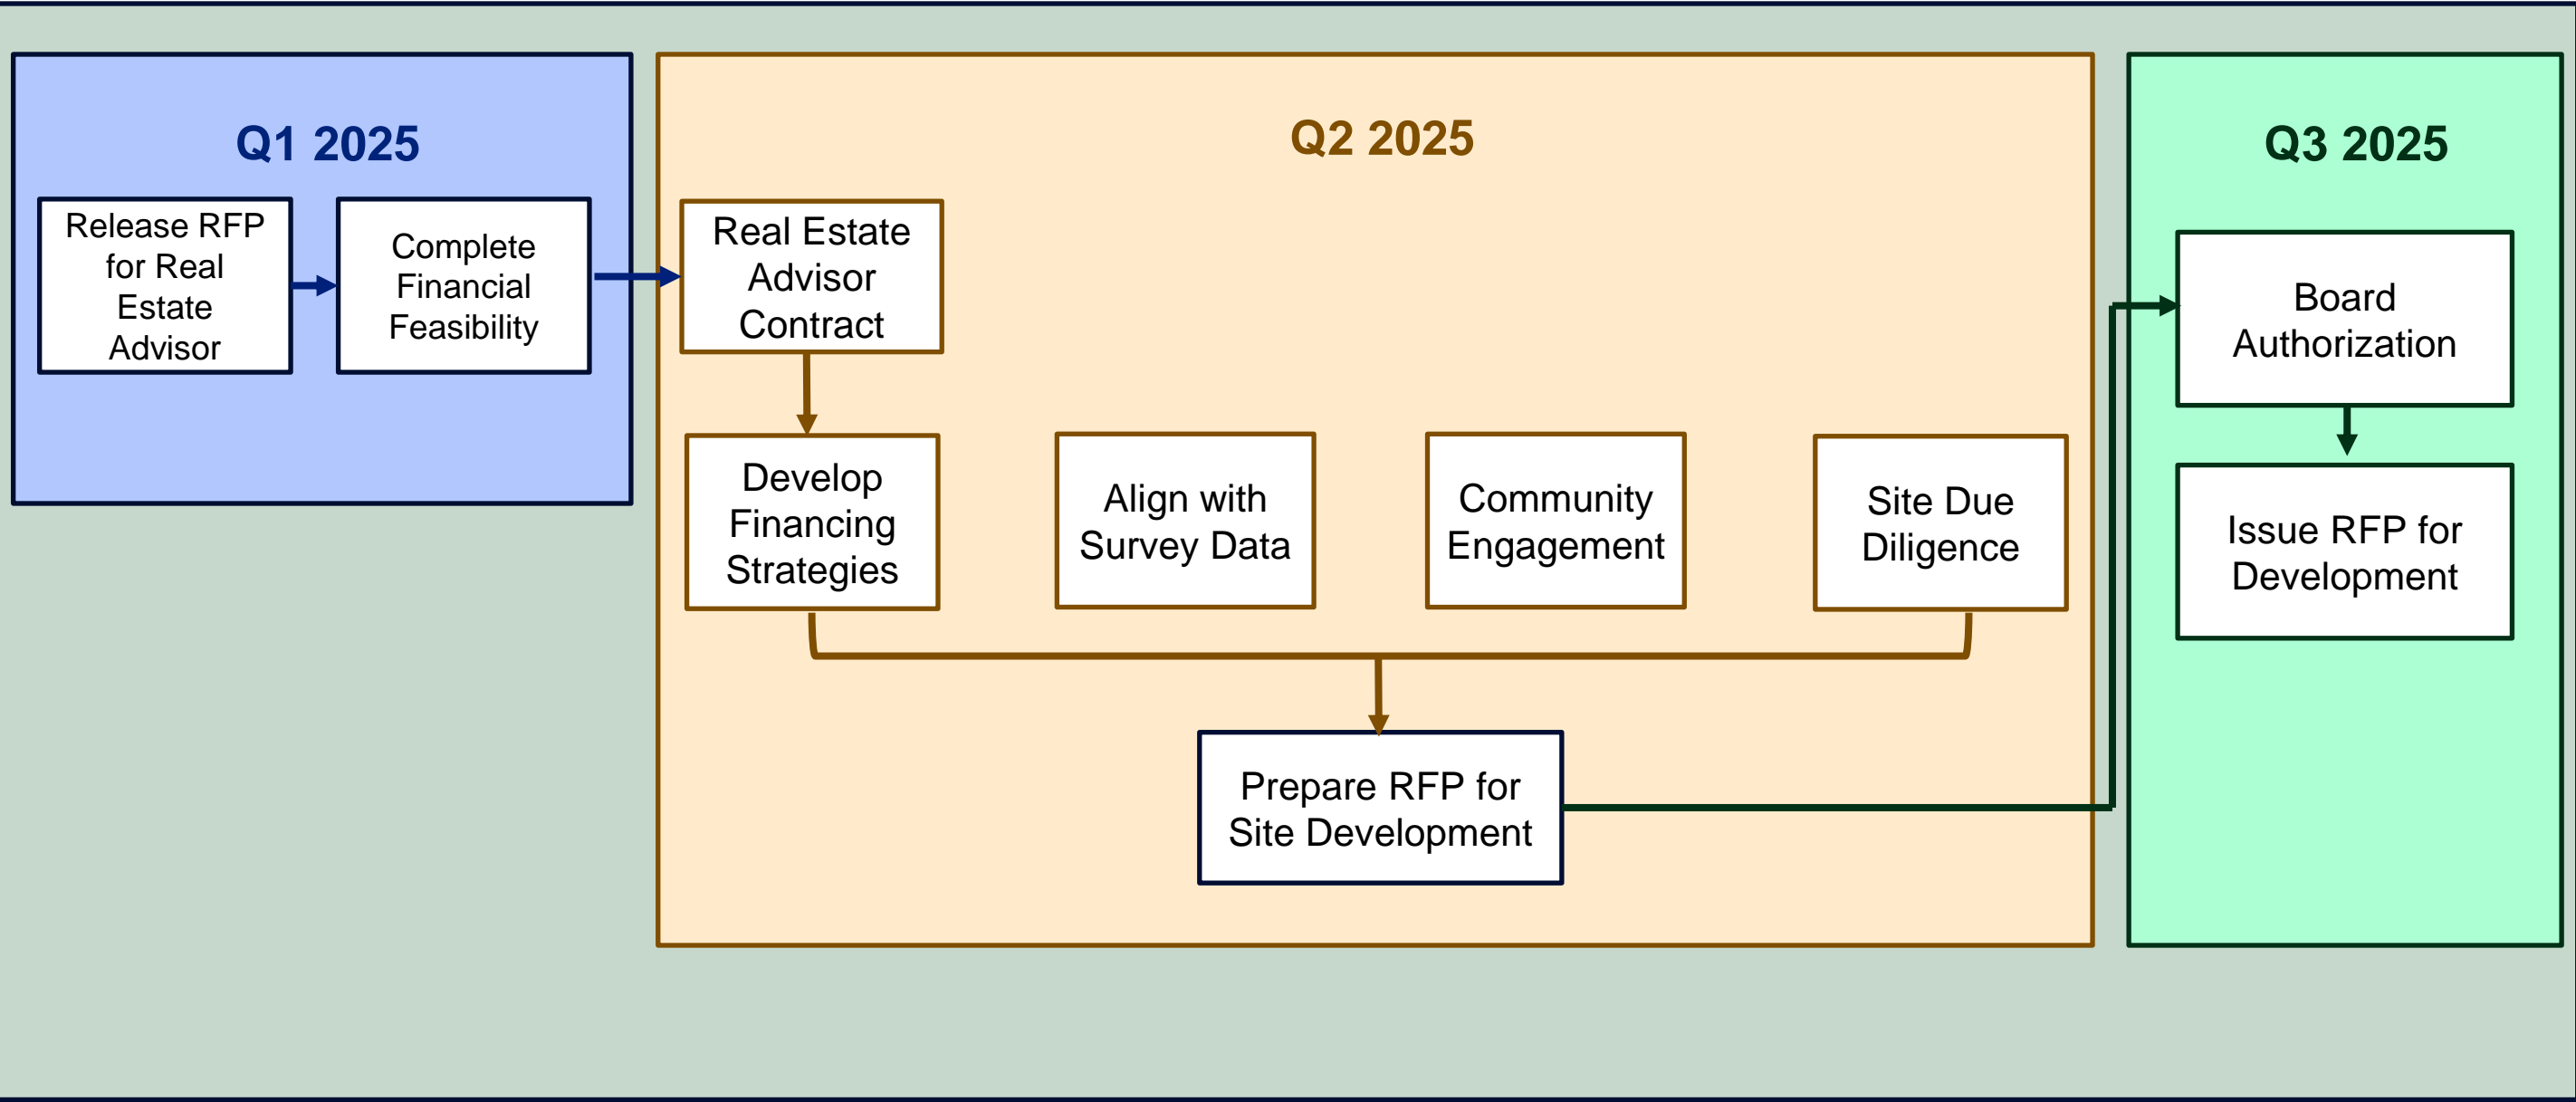 Q1 2025
Release RFP
for Real
Estate
Advisor
Complete
Financial
Feasibility
Q2 2025
Real Estate
Advisor
Contract
Develop
Financing
Strategies
Align with
Survey Data
Community
Engagement
Site Due
Diligence
Prepare RFP for
Site Development
Q3 2025
Board
Authorization
Issue RFP for
Development